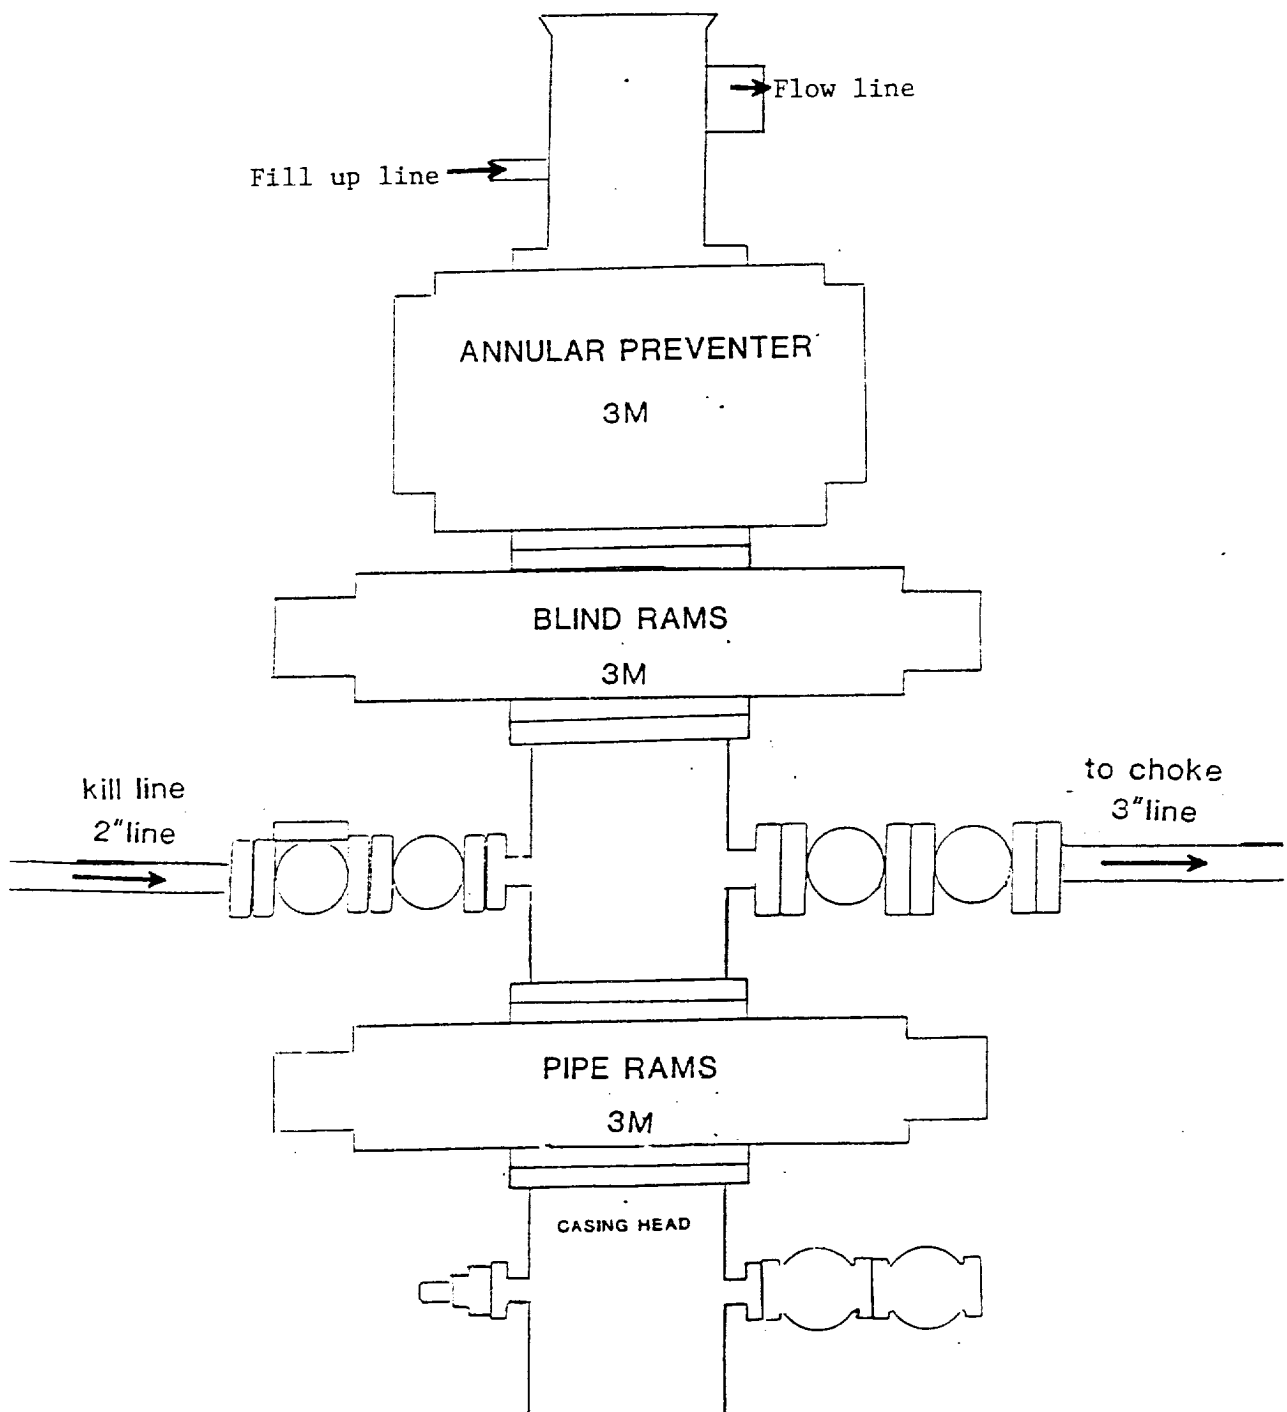 Flow line
Fill up line
ANNULAR PREVENTER
3M
BLIND RAMS
3M
kill line
2"line
to choke
3"line
PIPE RAMS
3M
CASING HEAD